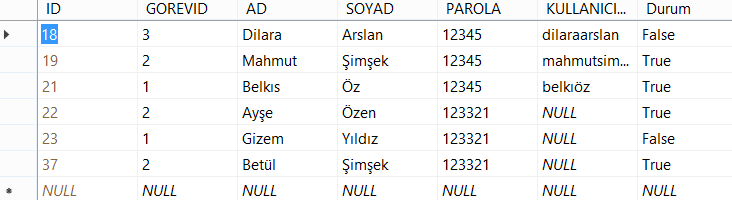 ID GOREVID AD SOYAD PAROLA KULLANICI... Durum
18 3 Dilara Arslan 12345 dilaraarslan False
19 2 Mahmut Şimşek 12345 mahmutsim... True
21 1 Belkıs Öz 12345 belkıöz True
22 2 Ayşe Özen 123321 NULL True
23 1 Gizem Yıldız 123321 NULL False
37 2 Betül Şimşek 123321 NULL True
NULL NULL NULL NULL NULL NULL NULL